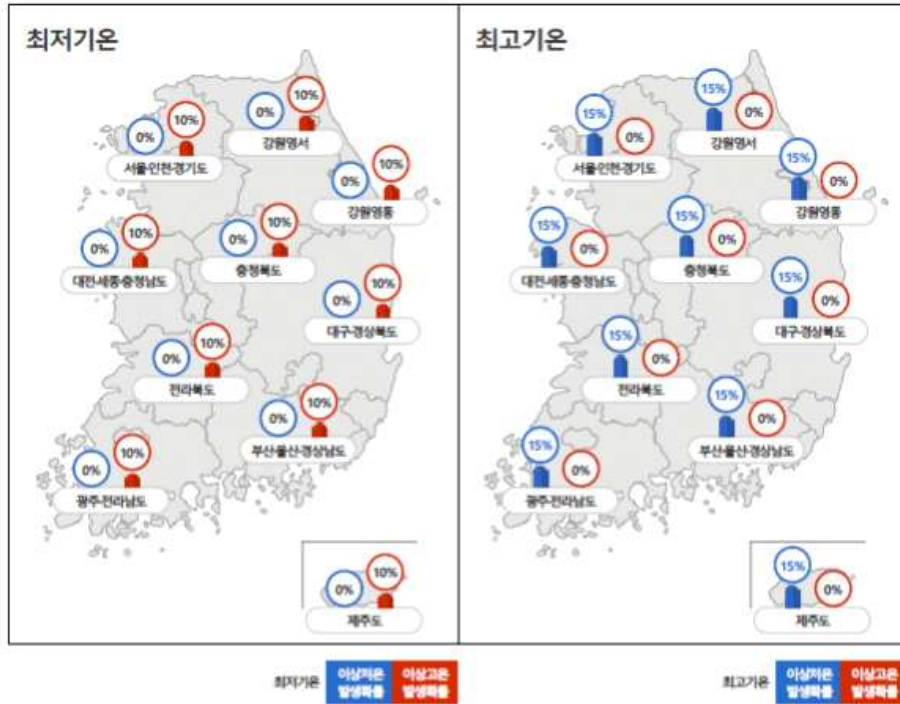 최저기온
0% 10%
서울·인천·경기도
0% 10%
강원영서
0% 10%
강원영동
0% 10%
대전·세종·충청남도
0% 10%
충청북도
0% 10%
대구·경상북도
0% 10%
전라북도
0% 10%
부산·울산·경상남도
0% 10%
광주·전라남도
0% 10%
제주도
최저기온
이상저온
발생확률
이상고온
발생확률
최고기온
15% 0%
서울·인천·경기도
15% 0%
강원영서
15% 0%
강원영동
15% 0%
대전·세종·충청남도
15% 0%
충청북도
15% 0%
대구·경상북도
15% 0%
전라북도
15% 0%
부산·울산·경상남도
15% 0%
광주·전라남도
15% 0%
제주도
최고기온
이상저온
발생확률
이상고온
발생확률